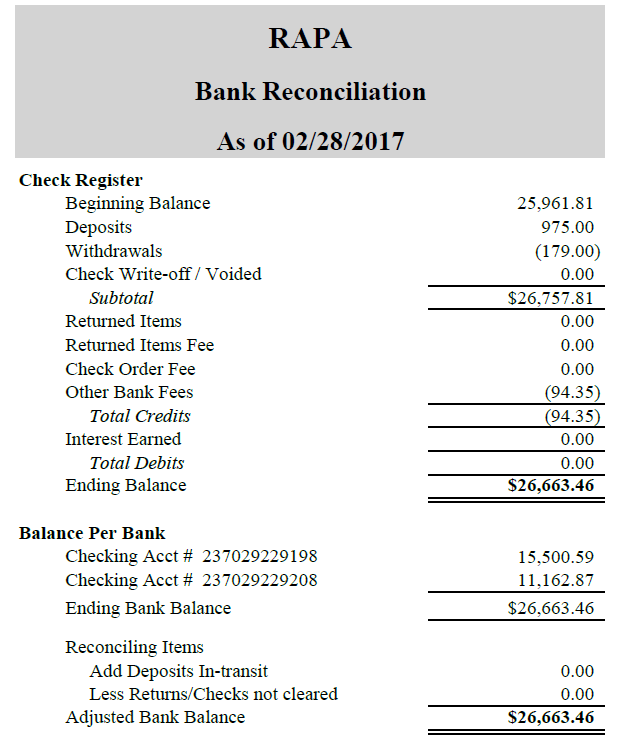 RAPA
Bank Reconciliation
As of 02/28/2017
Check Register
Beginning Balance 25,961.81
Deposits 975.00
Withdrawals (179.00)
Check Write-off / Voided 0.00
Subtotal $26,757.81
Returned Items 0.00
Returned Items Fee 0.00
Check Order Fee 0.00
Other Bank Fees (94.35)
Total Credits (94.35)
Interest Earned 0.00
Total Debits 0.00
Ending Balance $26,663.46
Balance Per Bank
Checking Acct # 237029229198 15,500.59
Checking Acct # 237029229208 11,162.87
Ending Bank Balance $26,663.46
Reconciling Items
Add Deposits In-transit 0.00
Less Returns/Checks not cleared 0.00
Adjusted Bank Balance $26,663.46